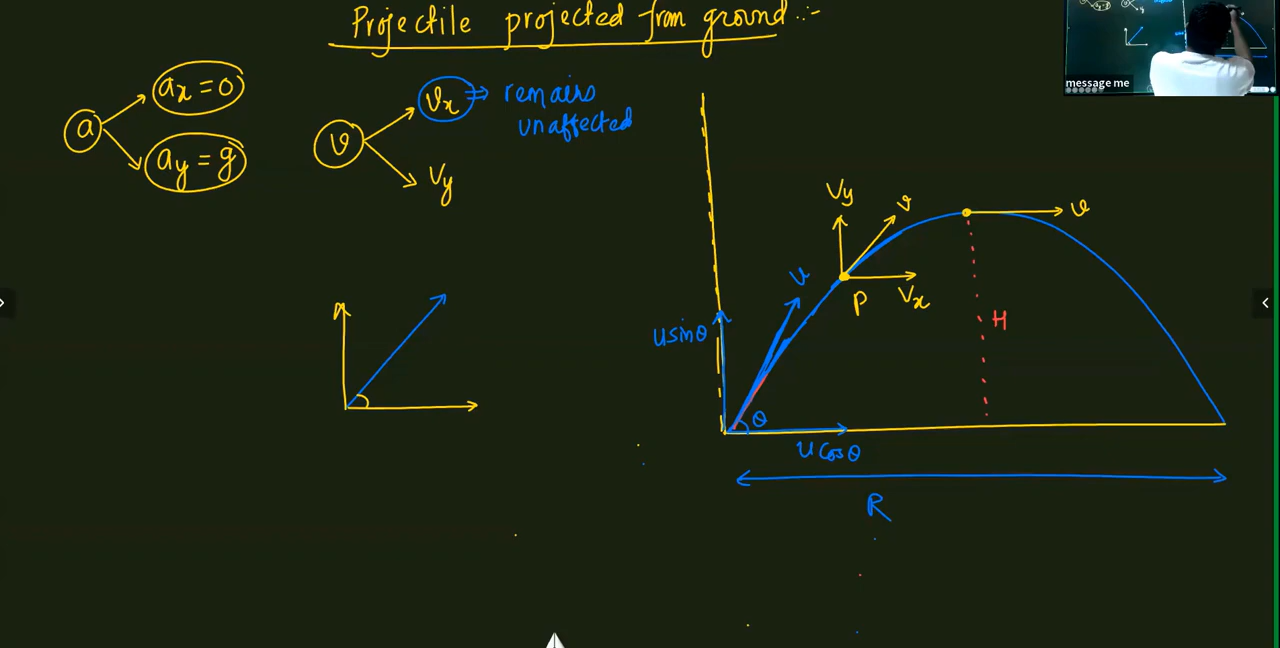 Projectile projected from ground :-
a
ax = 0
ay = g
v
vx ⇒ remains
unaffected
vy
message me
Vy
v
v
u
P
Vx
H
usinθ
θ
ucosθ
R